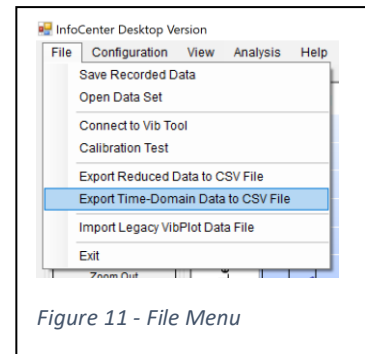 InfoCenter Desktop Version
File Configuration View Analysis Help
Save Recorded Data
Open Data Set
Connect to Vib Tool
Calibration Test
Export Reduced Data to CSV File
Export Time-Domain Data to CSV File
Import Legacy VibPlot Data File
Exit
Zoom Out
Figure 11 - File Menu